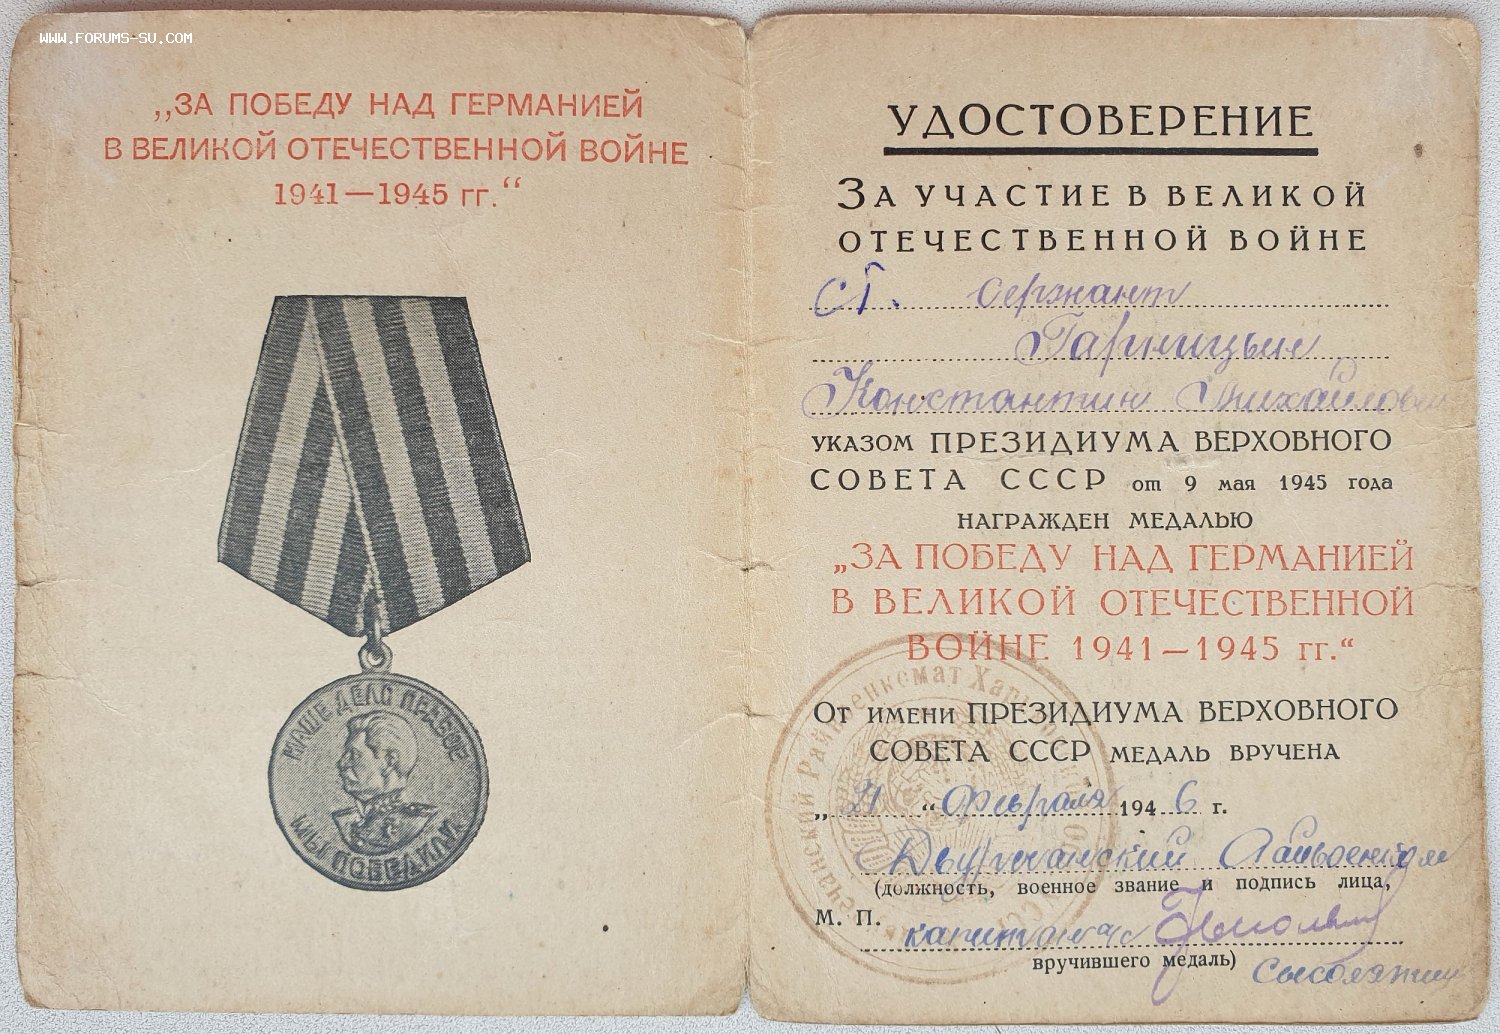 WWW.FORUMS-SU.COM
„ЗА ПОБЕДУ НАД ГЕРМАНИЕЙ
В ВЕЛИКОЙ ОТЕЧЕСТВЕННОЙ ВОЙНЕ
1941—1945 гг.“
НАШЕ ДЕЛО ПРАВОЕ
МЫ ПОБЕДИЛИ
УДОСТОВЕРЕНИЕ
ЗА УЧАСТИЕ В ВЕЛИКОЙ
ОТЕЧЕСТВЕННОЙ ВОЙНЕ
Ст. сержант
Гарницын
Константин Михайлович
УКАЗОМ ПРЕЗИДИУМА ВЕРХОВНОГО
СОВЕТА СССР от 9 мая 1945 года
НАГРАЖДЕН МЕДАЛЬЮ
„ЗА ПОБЕДУ НАД ГЕРМАНИЕЙ
В ВЕЛИКОЙ ОТЕЧЕСТВЕННОЙ
ВОЙНЕ 1941—1945 гг.“
ОТ ИМЕНИ ПРЕЗИДИУМА ВЕРХОВНОГО
СОВЕТА СССР МЕДАЛЬ ВРУЧЕНА
„21“ февраля 1946 г.
Двуречанский Райвоенком
(должность, военное звание и подпись лица,
М. П. капитан а/с
вручившего медаль)